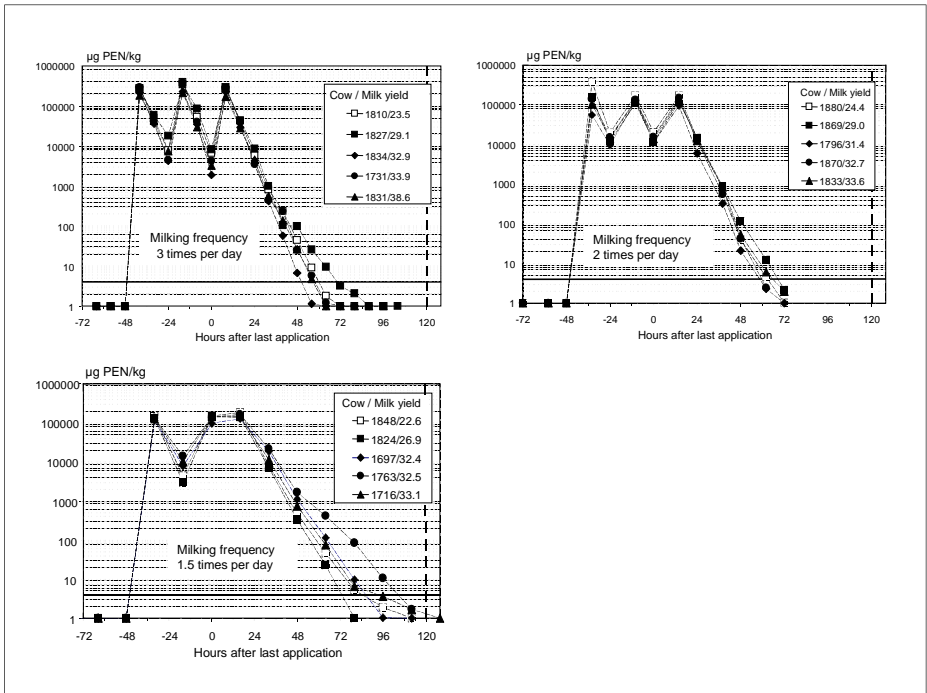 µg PEN/kg
1000000
100000
10000
1000
100
10
1
-72 -48 -24 0 24 48 72 96 120
Hours after last application
Cow / Milk yield
1810/23.5
1827/29.1
1834/32.9
1731/33.9
1831/38.6
Milking frequency
3 times per day
µg PEN/kg
1000000
100000
10000
1000
100
10
1
-72 -48 -24 0 24 48 72 96 120
Hours after last application
Cow / Milk yield
1880/24.4
1869/29.0
1796/31.4
1870/32.7
1833/33.6
Milking frequency
2 times per day
µg PEN/kg
1000000
100000
10000
1000
100
10
1
-72 -48 -24 0 24 48 72 96 120
Hours after last application
Cow / Milk yield
1848/22.6
1824/26.9
1697/32.4
1763/32.5
1716/33.1
Milking frequency
1.5 times per day